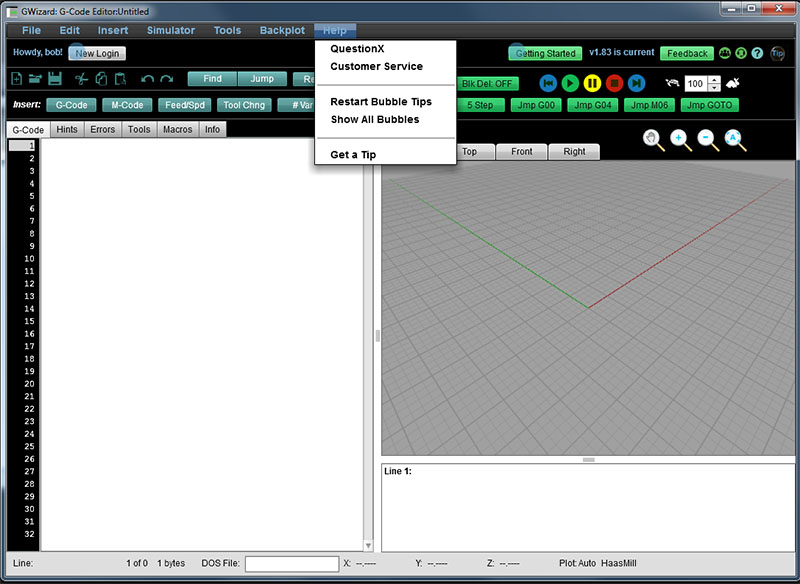 GWizard: G-Code Editor:Untitled
File Edit Insert Simulator Tools Backplot Help
Howdy, bob! New Login Getting Started v1.83 is current Feedback ? Tip
QuestionX
Customer Service
Restart Bubble Tips
Show All Bubbles
Get a Tip
Find Jump Re Blk Del: OFF 100
Insert: G-Code M-Code Feed/Spd Tool Chng # Var 5 Step Jmp G00 Jmp G04 Jmp M06 Jmp GOTO
G-Code Hints Errors Tools Macros Info
Top Front Right
1
2
3
4
5
6
7
8
9
10
11
12
13
14
15
16
17
18
19
20
21
22
23
24
25
26
27
28
29
30
31
32
Line 1:
Line: 1 of 0 1 bytes DOS File: X: --.---- Y: --.---- Z: --.---- Plot: Auto HaasMill